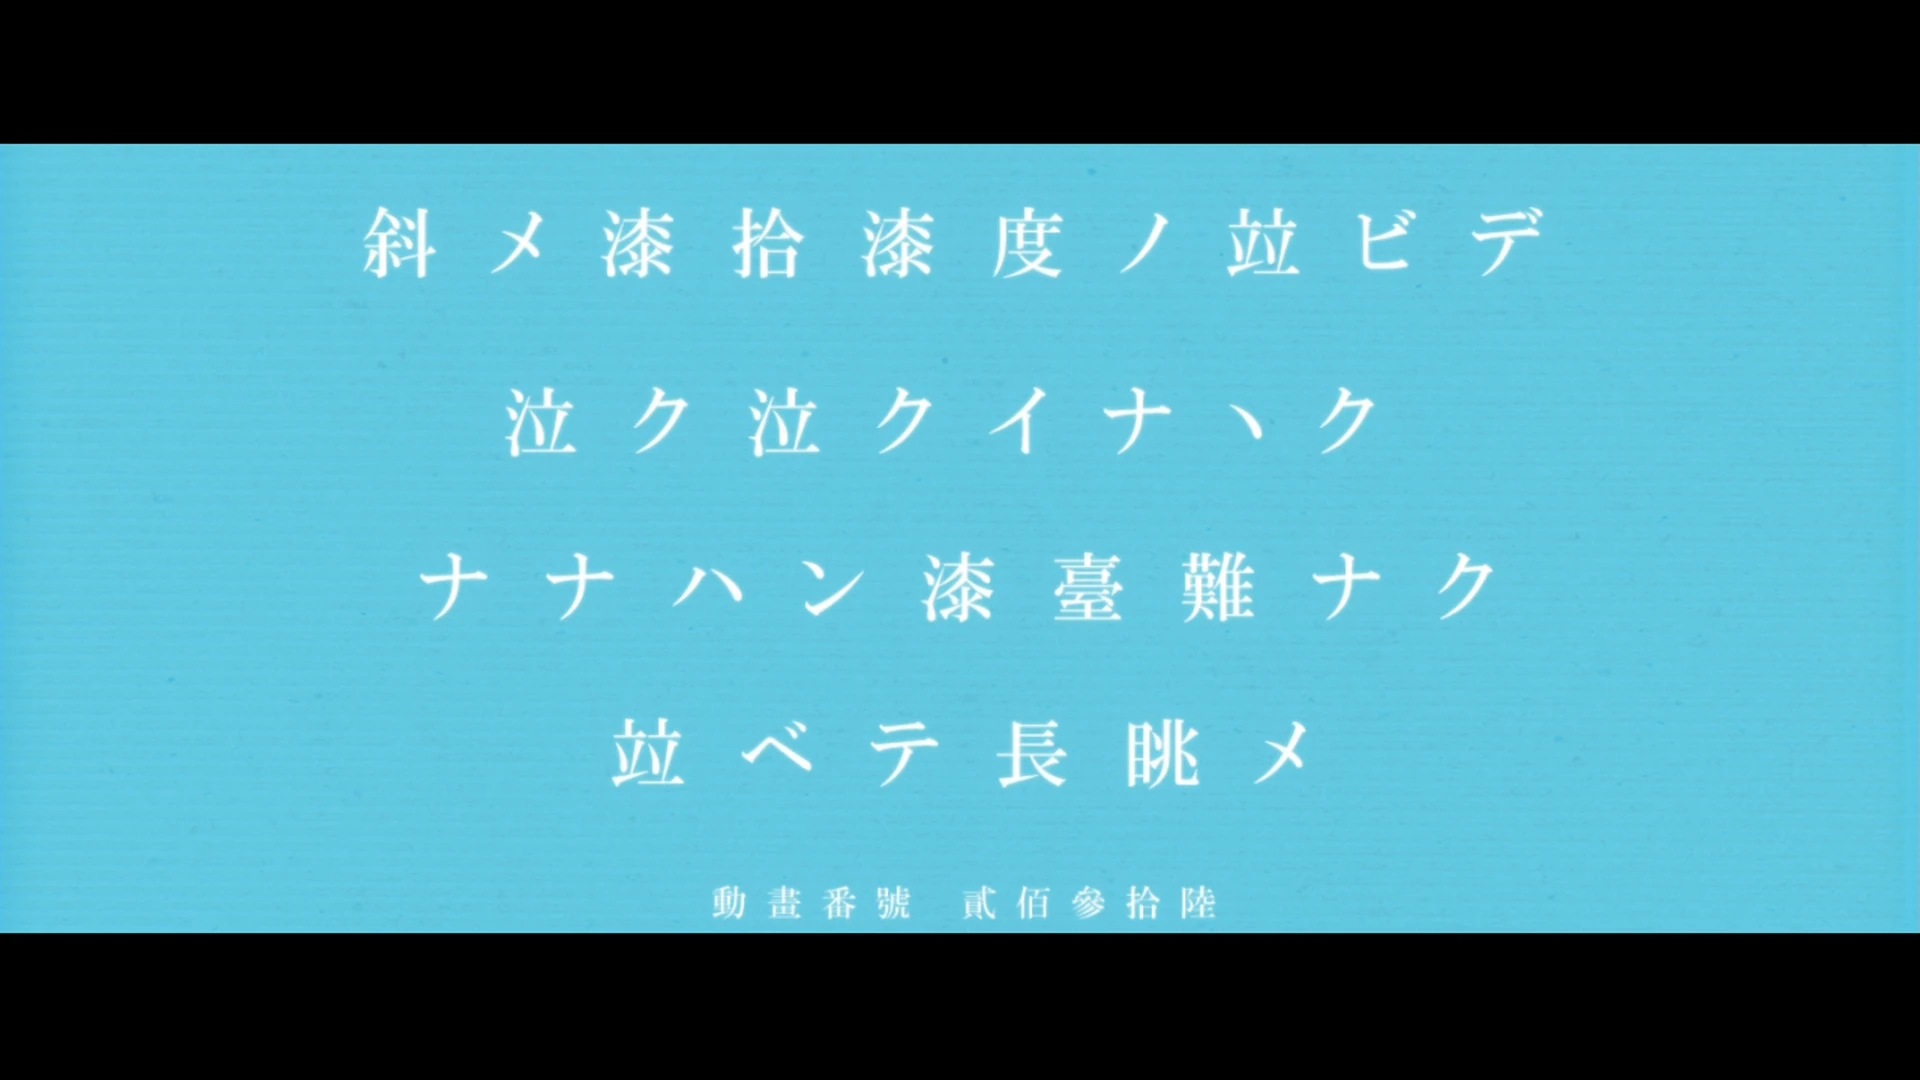 斜メ漆拾漆度ノ竝ビデ
泣ク泣クイナヽク
ナナハン漆臺難ナク
竝ベテ長眺メ
動畫番號 貳佰參拾陸